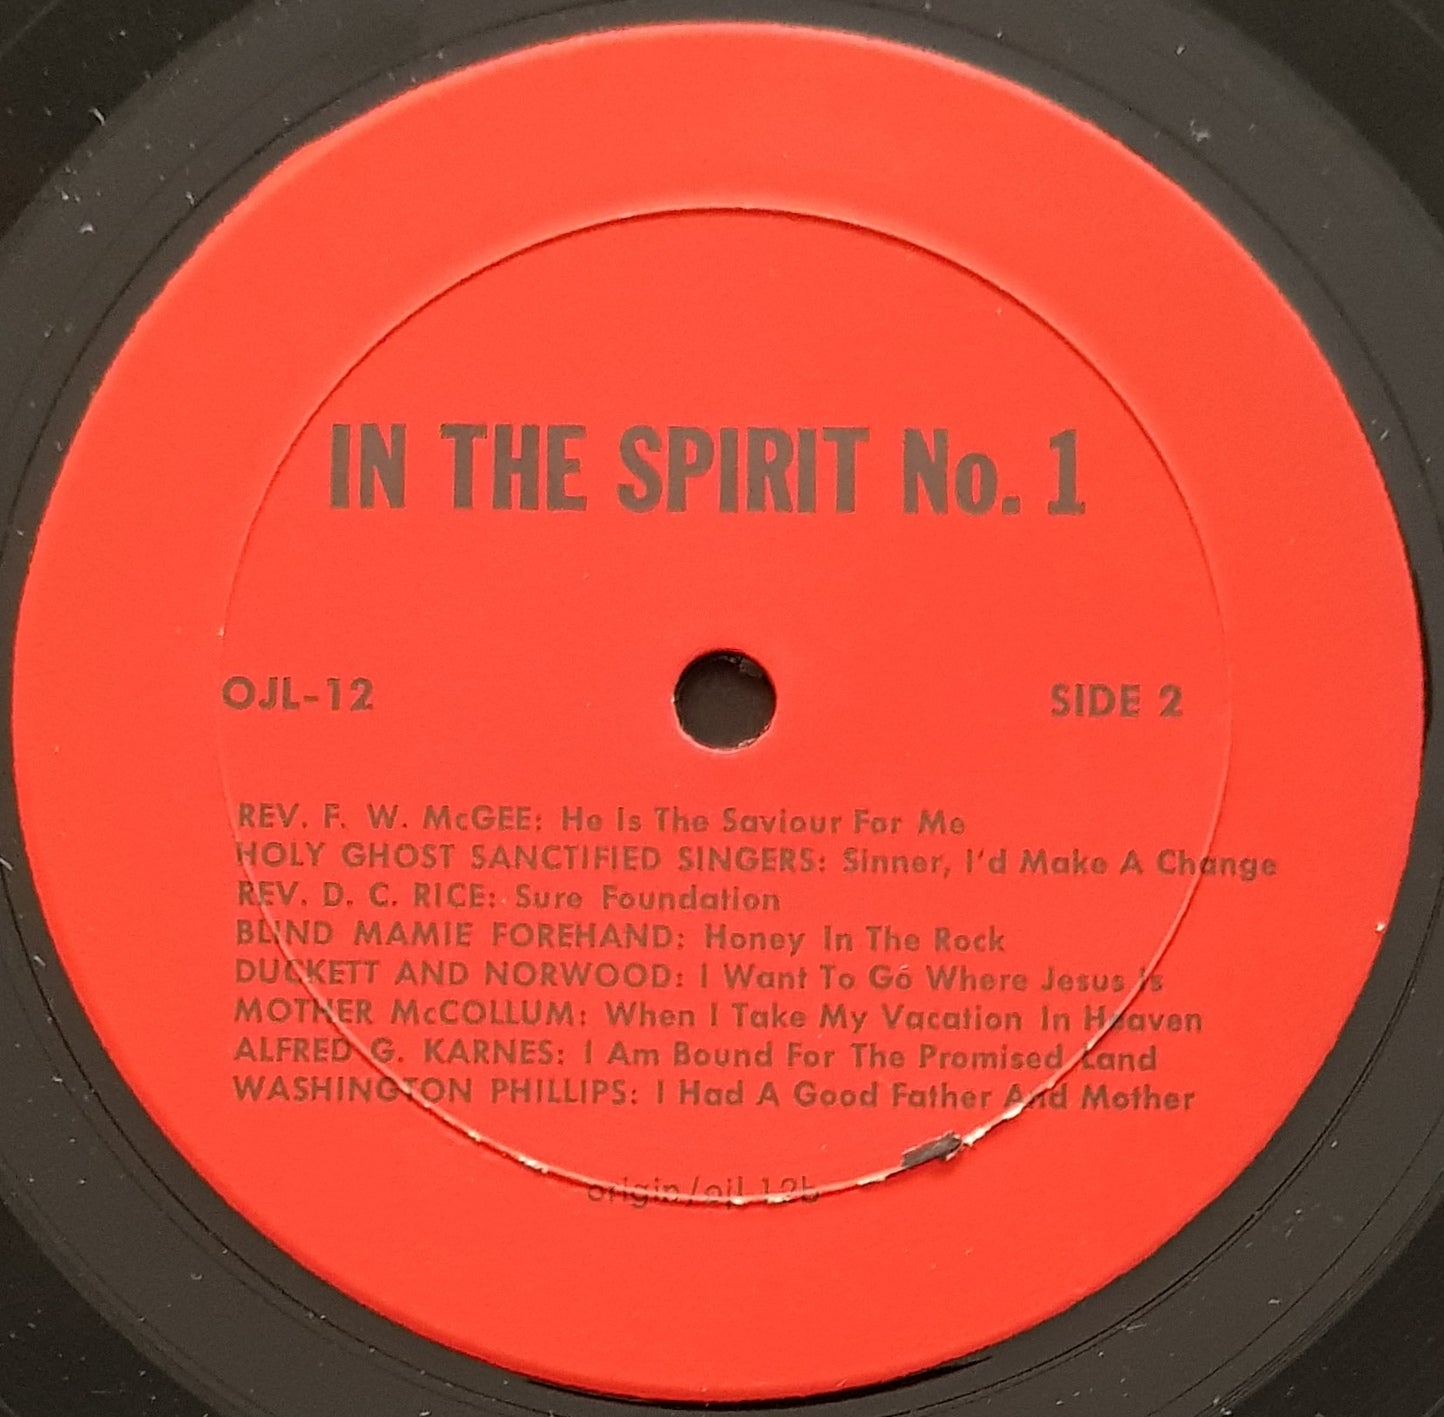 IN THE SPIRIT No. 1
OJL-12
SIDE 2
REV. F. W. McGEE: He Is The Saviour For Me
HOLY GHOST SANCTIFIED SINGERS: Sinner, I'd Make A Change
REV. D. C. RICE: Sure Foundation
BLIND MAMIE FOREHAND: Honey In The Rock
DUCKETT AND NORWOOD: I Want To Go Where Jesus Is
MOTHER McCOLLUM: When I Take My Vacation In Heaven
ALFRED G. KARNES: I Am Bound For The Promised Land
WASHINGTON PHILLIPS: I Had A Good Father And Mother
origin/ojl 12b